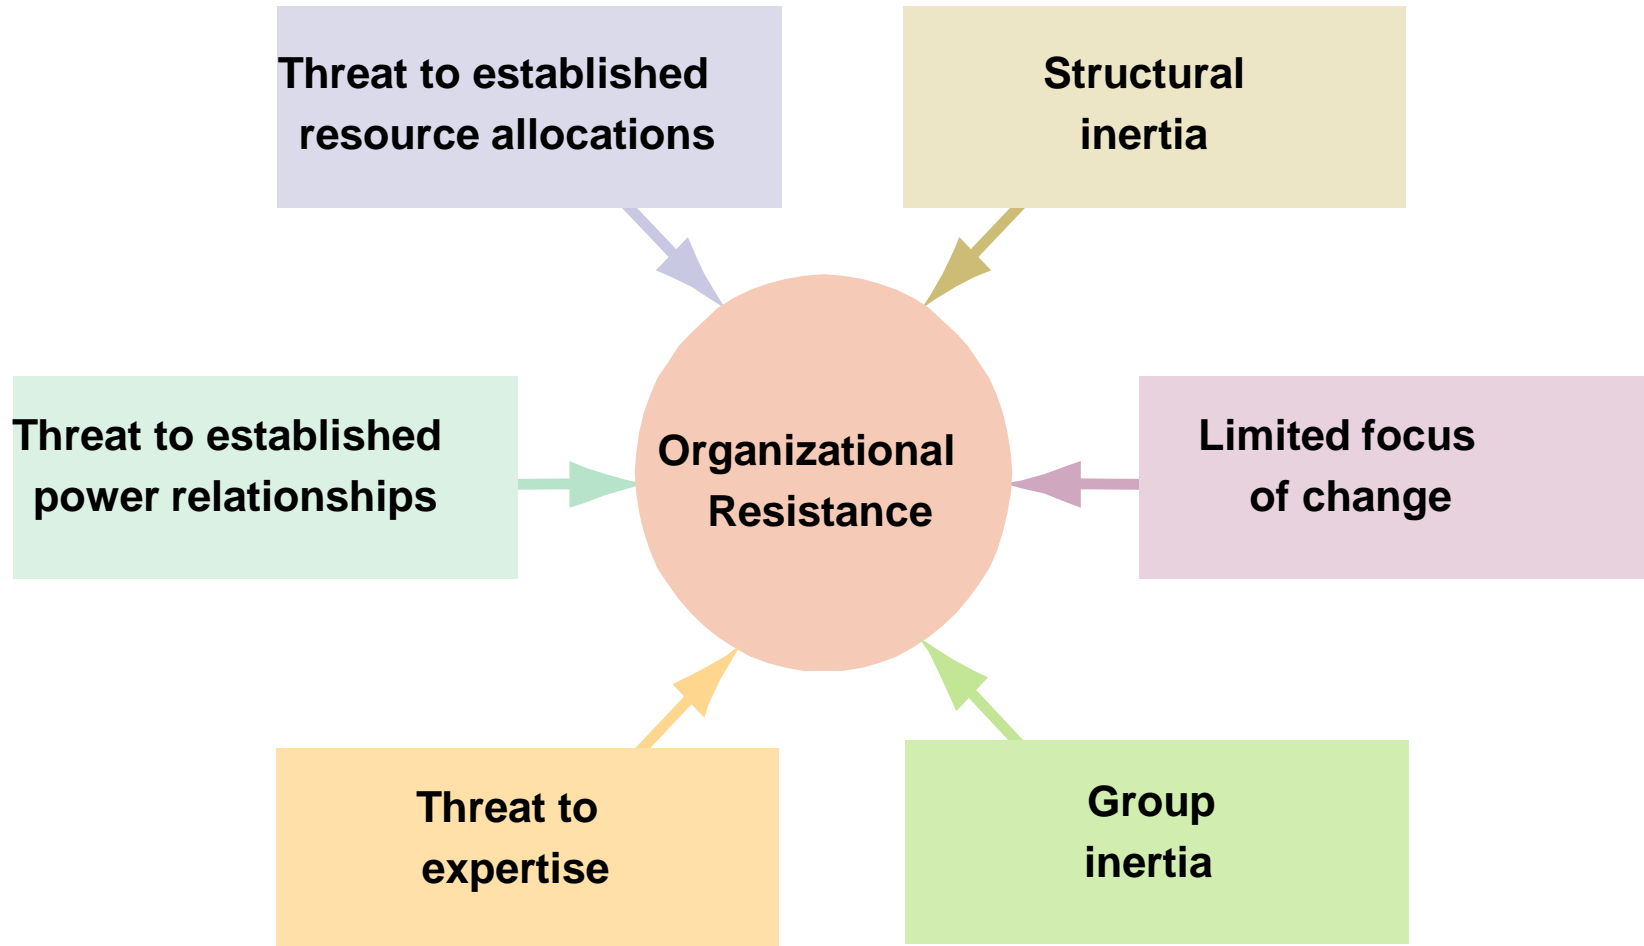 Threat to established
resource allocations
Structural
inertia
Threat to established
power relationships
Organizational
Resistance
Limited focus
of change
Threat to
expertise
Group
inertia